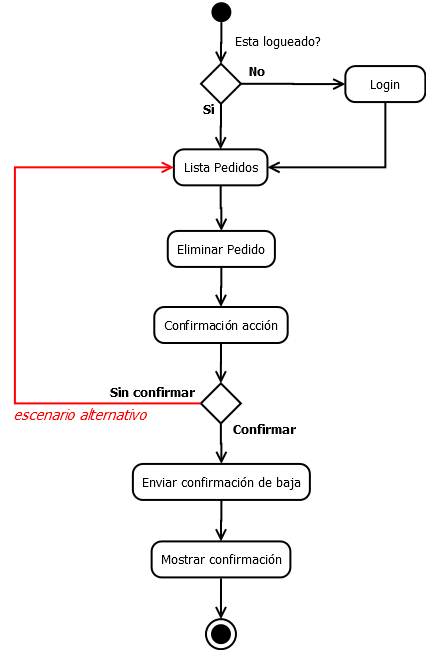 Esta logueado?
No
Login
Si
Lista Pedidos
Eliminar Pedido
Confirmación acción
Sin confirmar
escenario alternativo
Confirmar
Enviar confirmación de baja
Mostrar confirmación